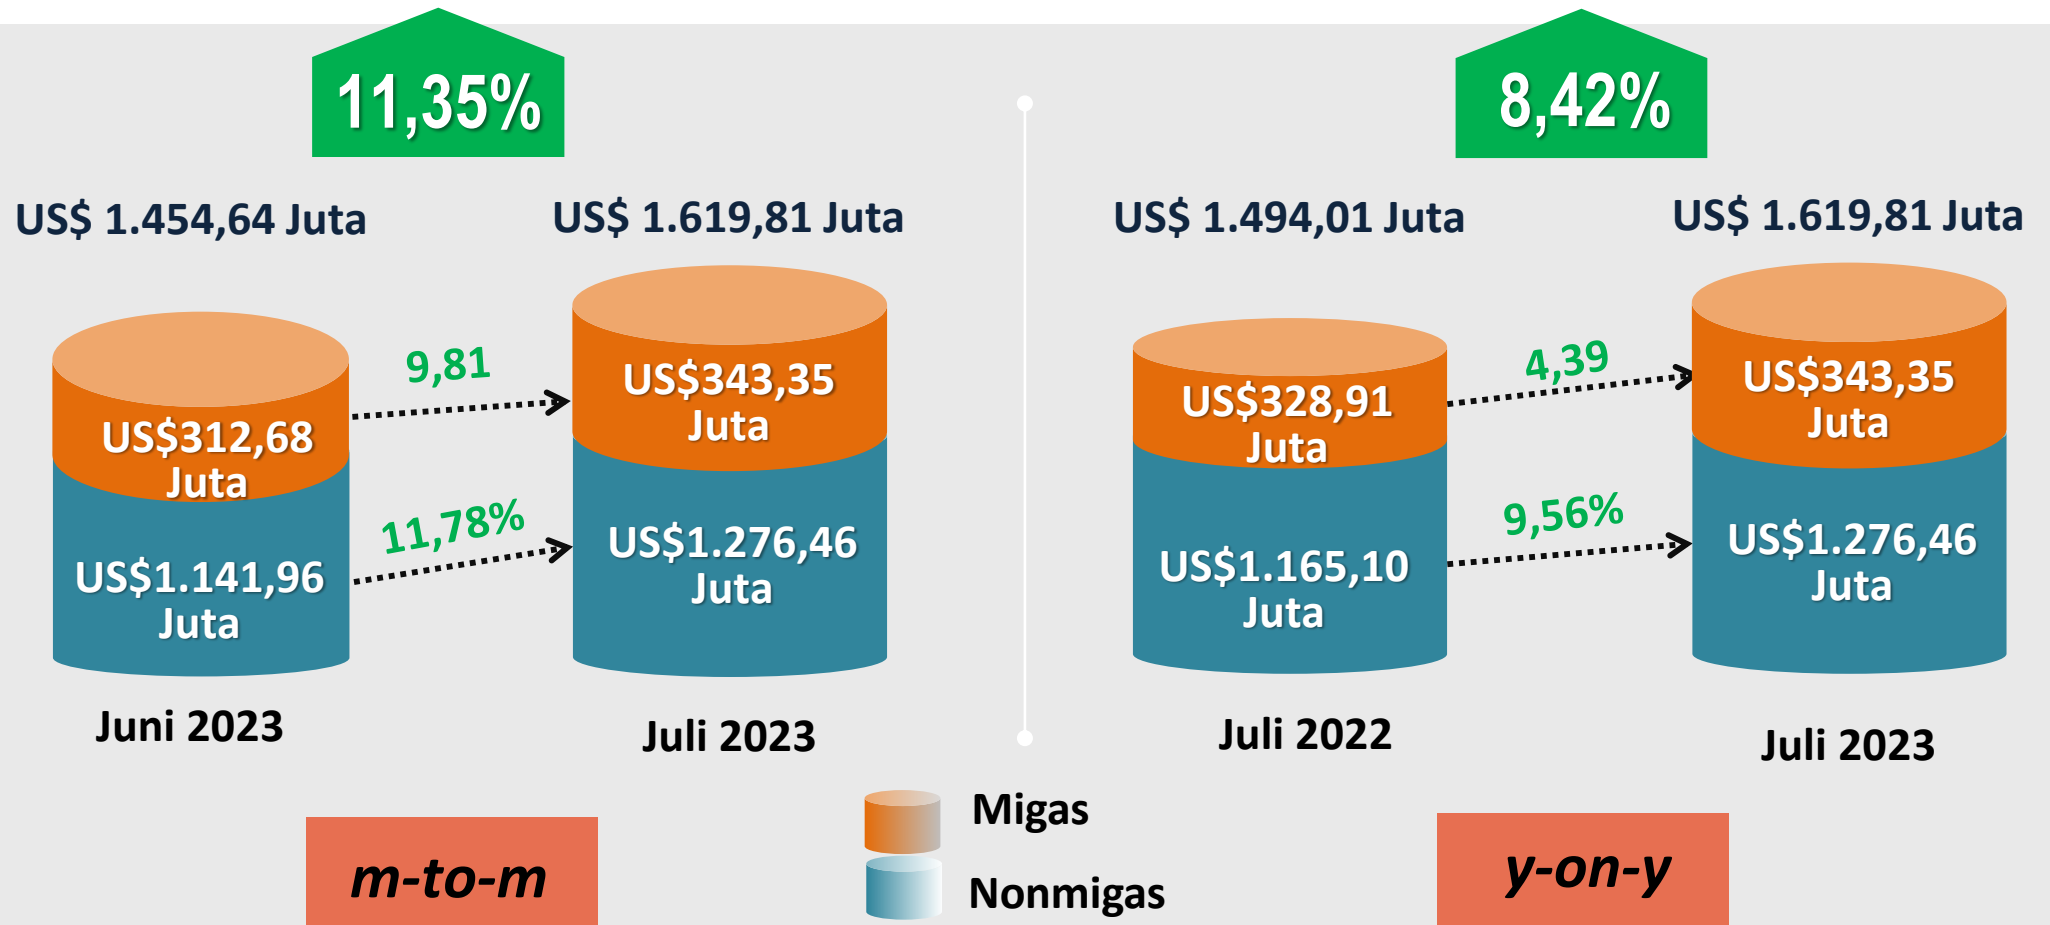 11,35%
US$ 1.454,64 Juta
US$ 1.619,81 Juta
9,81
US$312,68
Juta
US$343,35
Juta
11,78%
US$1.141,96
Juta
US$1.276,46
Juta
Juni 2023
Juli 2023
m-to-m
8,42%
US$ 1.494,01 Juta
US$ 1.619,81 Juta
4,39
US$328,91
Juta
US$343,35
Juta
9,56%
US$1.165,10
Juta
US$1.276,46
Juta
Juli 2022
Juli 2023
y-on-y
Migas
Nonmigas